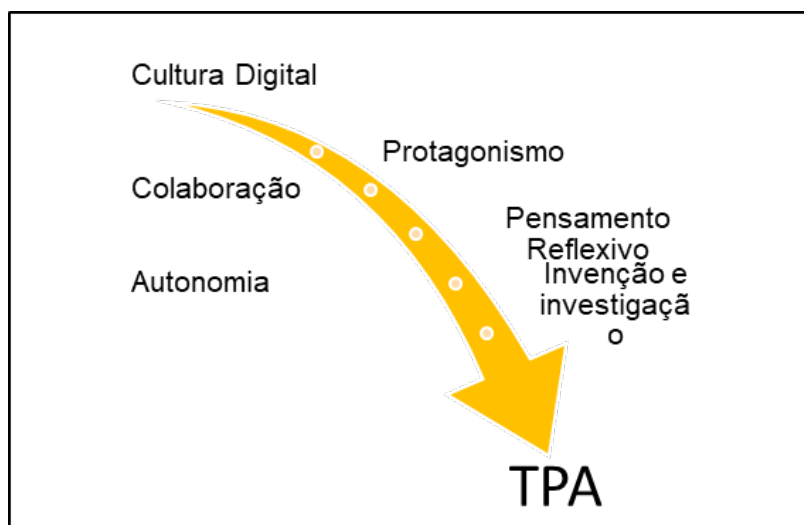 Cultura Digital
Protagonismo
Colaboração
Pensamento
Reflexivo
Autonomia
Invenção e
investigaçã
o
TPA